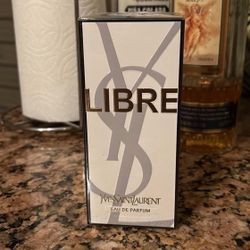 LIBRE
YVES SAINT LAURENT
EAU DE PARFUM